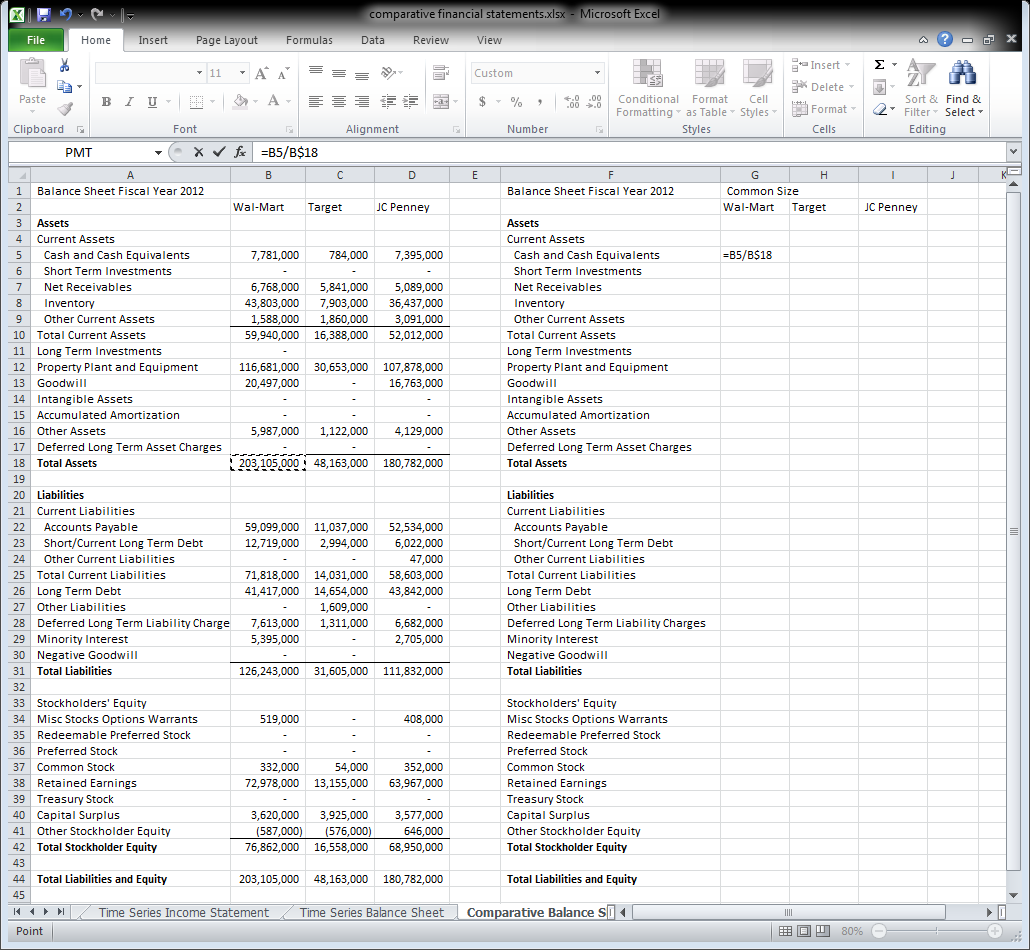 comparative financial statements.xlsx - Microsoft Excel
File Home Insert Page Layout Formulas Data Review View
Paste
Clipboard
11 A A
B I U A
Font
Alignment
Custom
$ % ,
Number
Conditional Formatting Format as Table Cell Styles
Styles
Insert
Delete
Format
Cells
Σ Sort & Filter Find & Select
Editing
PMT fx =B5/B$18
A B C D E F G H I J K
1 Balance Sheet Fiscal Year 2012 Balance Sheet Fiscal Year 2012 Common Size
2 Wal-Mart Target JC Penney Wal-Mart Target JC Penney
3 Assets Assets
4 Current Assets Current Assets
5 Cash and Cash Equivalents 7,781,000 784,000 7,395,000 Cash and Cash Equivalents =B5/B$18
6 Short Term Investments - - - Short Term Investments
7 Net Receivables 6,768,000 5,841,000 5,089,000 Net Receivables
8 Inventory 43,803,000 7,903,000 36,437,000 Inventory
9 Other Current Assets 1,588,000 1,860,000 3,091,000 Other Current Assets
10 Total Current Assets 59,940,000 16,388,000 52,012,000 Total Current Assets
11 Long Term Investments - Long Term Investments
12 Property Plant and Equipment 116,681,000 30,653,000 107,878,000 Property Plant and Equipment
13 Goodwill 20,497,000 - 16,763,000 Goodwill
14 Intangible Assets - - - Intangible Assets
15 Accumulated Amortization - - - Accumulated Amortization
16 Other Assets 5,987,000 1,122,000 4,129,000 Other Assets
17 Deferred Long Term Asset Charges - - - Deferred Long Term Asset Charges
18 Total Assets 203,105,000 48,163,000 180,782,000 Total Assets
19
20 Liabilities Liabilities
21 Current Liabilities Current Liabilities
22 Accounts Payable 59,099,000 11,037,000 52,534,000 Accounts Payable
23 Short/Current Long Term Debt 12,719,000 2,994,000 6,022,000 Short/Current Long Term Debt
24 Other Current Liabilities - - 47,000 Other Current Liabilities
25 Total Current Liabilities 71,818,000 14,031,000 58,603,000 Total Current Liabilities
26 Long Term Debt 41,417,000 14,654,000 43,842,000 Long Term Debt
27 Other Liabilities - 1,609,000 - Other Liabilities
28 Deferred Long Term Liability Charge 7,613,000 1,311,000 6,682,000 Deferred Long Term Liability Charges
29 Minority Interest 5,395,000 - 2,705,000 Minority Interest
30 Negative Goodwill - - Negative Goodwill
31 Total Liabilities 126,243,000 31,605,000 111,832,000 Total Liabilities
32
33 Stockholders' Equity Stockholders' Equity
34 Misc Stocks Options Warrants 519,000 - 408,000 Misc Stocks Options Warrants
35 Redeemable Preferred Stock - - - Redeemable Preferred Stock
36 Preferred Stock - - - Preferred Stock
37 Common Stock 332,000 54,000 352,000 Common Stock
38 Retained Earnings 72,978,000 13,155,000 63,967,000 Retained Earnings
39 Treasury Stock - - - Treasury Stock
40 Capital Surplus 3,620,000 3,925,000 3,577,000 Capital Surplus
41 Other Stockholder Equity (587,000) (576,000) 646,000 Other Stockholder Equity
42 Total Stockholder Equity 76,862,000 16,558,000 68,950,000 Total Stockholder Equity
43
44 Total Liabilities and Equity 203,105,000 48,163,000 180,782,000 Total Liabilities and Equity
45
Time Series Income Statement Time Series Balance Sheet Comparative Balance S
Point 80%